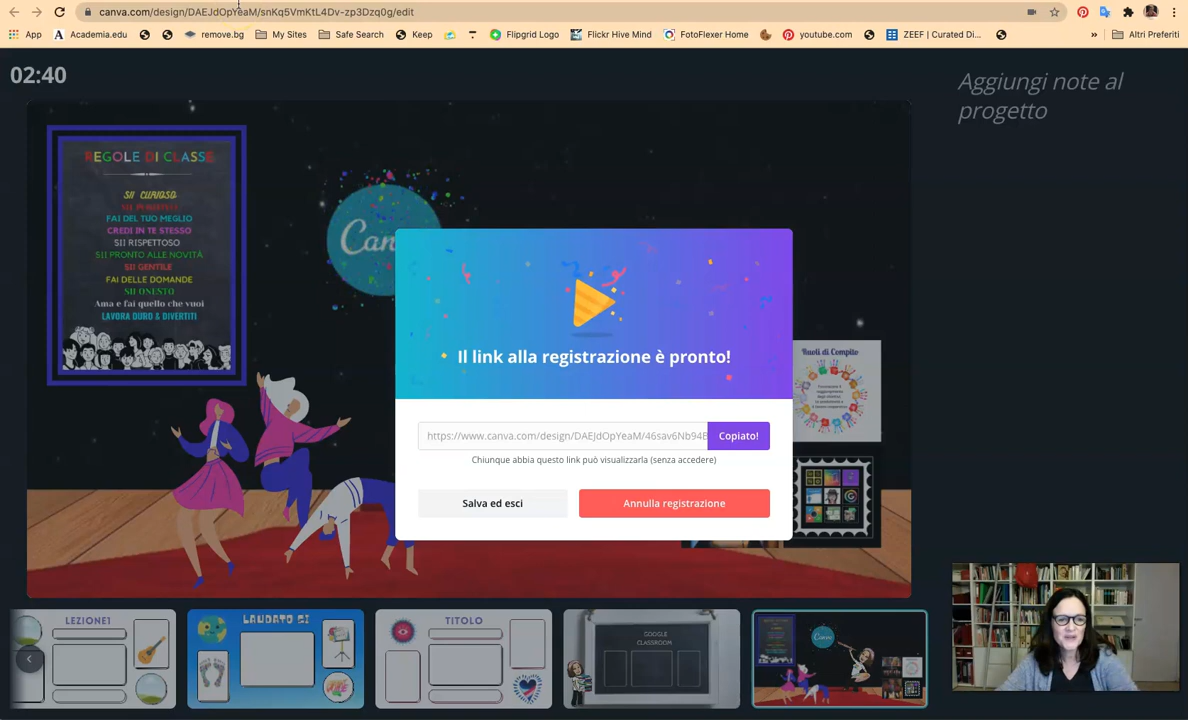 canva.com/design/DAEJdOpYeaM/snKq5VmKtL4Dv-zp3Dzq0g/edit
App
Academia.edu
remove.bg
My Sites
Safe Search
Keep
Flipgrid Logo
Flickr Hive Mind
FotoFlexer Home
youtube.com
ZEEF | Curated Di...
»
Altri Preferiti
02:40
Aggiungi note al
progetto
REGOLE DI CLASSE
SII CURIOSO
FAI DEL TUO MEGLIO
CREDI IN TE STESSO
SII RISPETTOSO
SII PRONTO ALLE NOVITÀ
SII GENTILE
FAI DELLE DOMANDE
SII ONESTO
Ama e fai quello che vuoi
LAVORA DURO & DIVERTITI
Can
Il link alla registrazione è pronto!
https://www.canva.com/design/DAEJdOpYeaM/46sav6Nb94E
Copiato!
Chiunque abbia questo link può visualizzarla (senza accedere)
Salva ed esci
Annulla registrazione
Ruoli di Compito
LEZIONE1
LAUDATO SI
TITOLO
GOOGLE
CLASSROOM
Canva